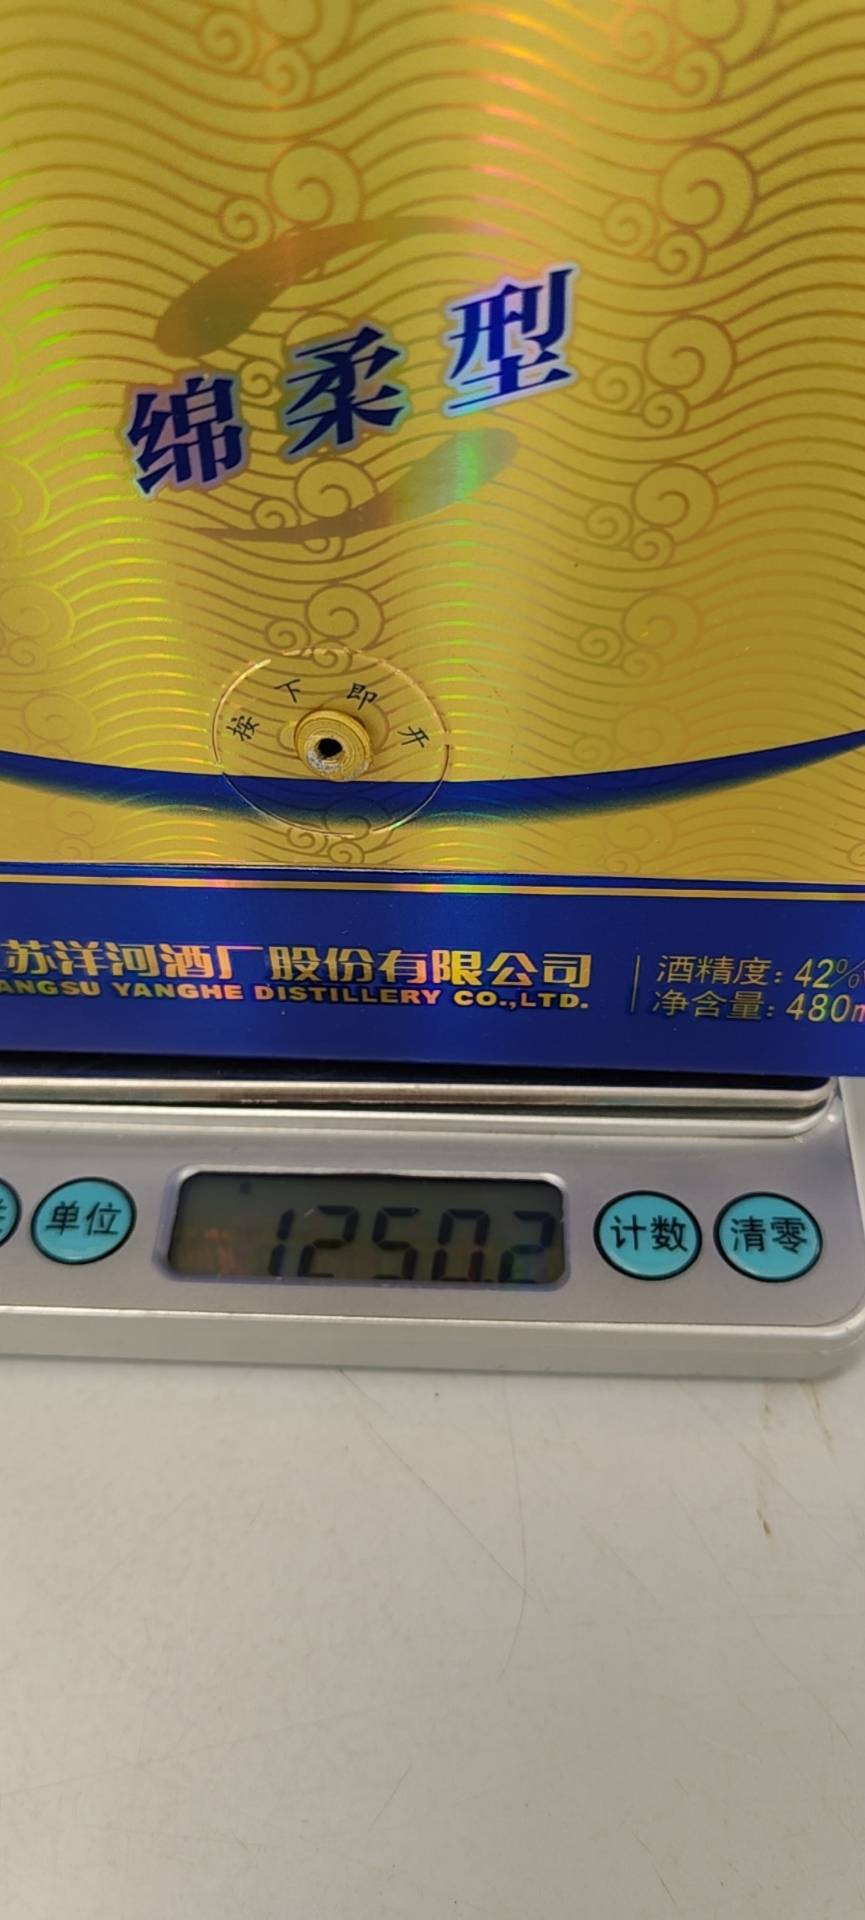 绵柔型
按下即开
苏洋河酒厂股份有限公司
ANGSU YANGHE DISTILLERY CO.,LTD.
酒精度:42%
净含量:480m
单位
1250.2
计数
清零